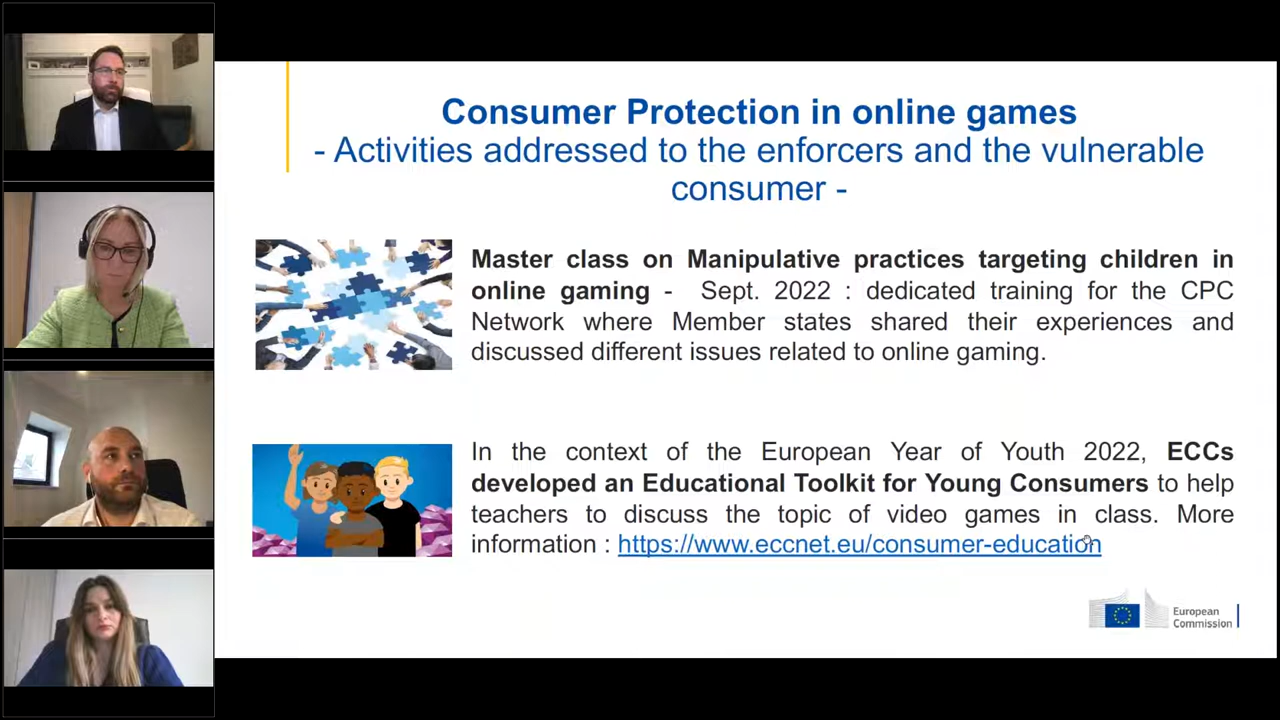 Consumer Protection in online games
- Activities addressed to the enforcers and the vulnerable
consumer -
Master class on Manipulative practices targeting children in
online gaming - Sept. 2022 : dedicated training for the CPC
Network where Member states shared their experiences and
discussed different issues related to online gaming.
In the context of the European Year of Youth 2022, ECCs
developed an Educational Toolkit for Young Consumers to help
teachers to discuss the topic of video games in class. More
information : https://www.eccnet.eu/consumer-education
European
Commission